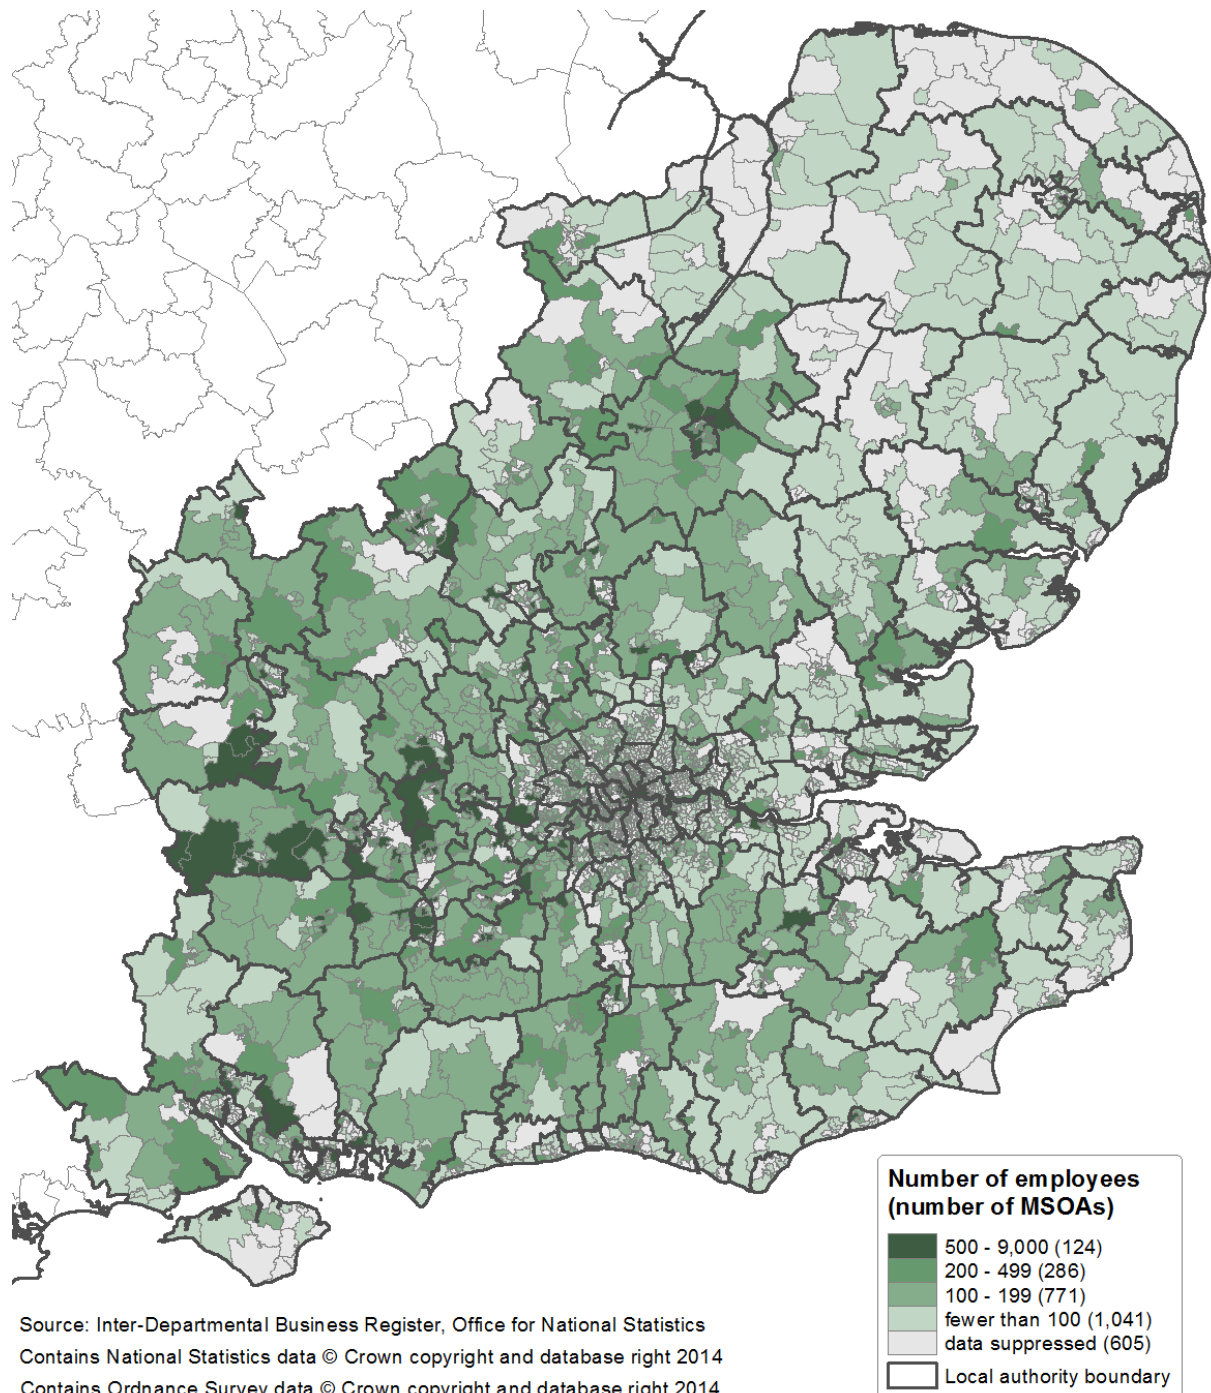 Number of employees
(number of MSOAs)
500 - 9,000 (124)
200 - 499 (286)
100 - 199 (771)
fewer than 100 (1,041)
data suppressed (605)
Local authority boundary
Source: Inter-Departmental Business Register, Office for National Statistics
Contains National Statistics data © Crown copyright and database right 2014
Contains Ordnance Survey data © Crown copyright and database right 2014